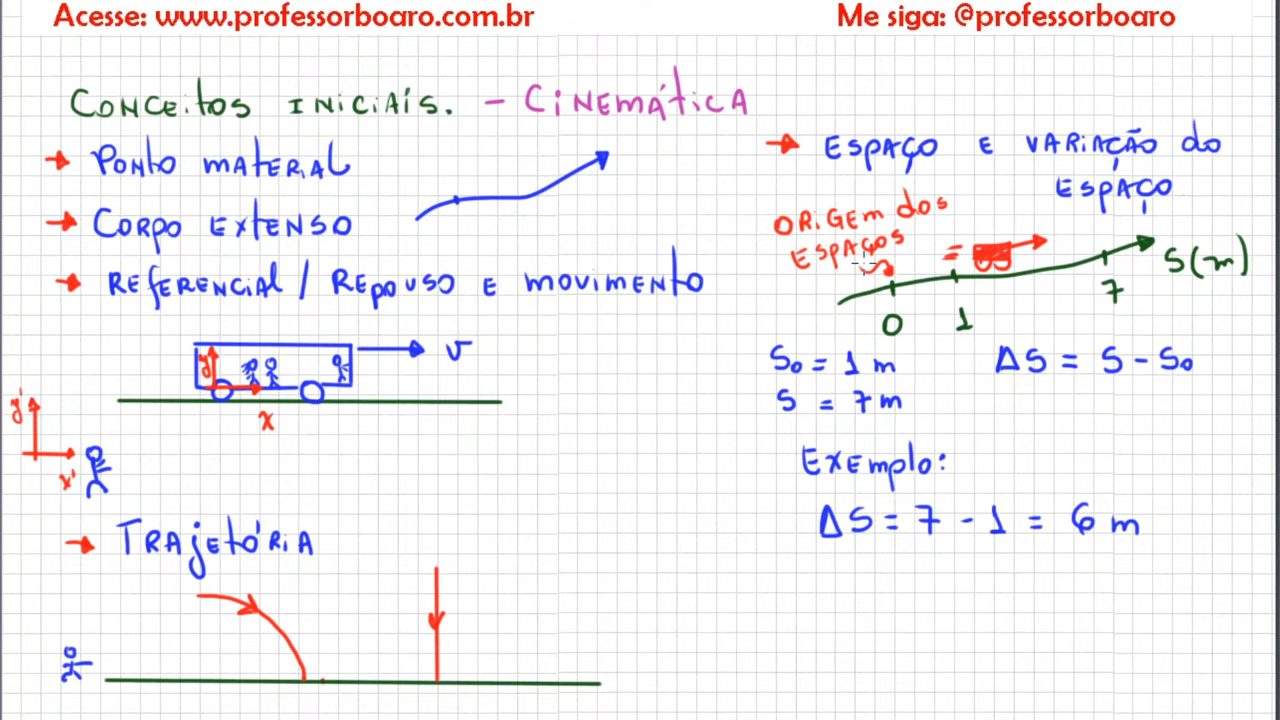 Acesse: www.professorboaro.com.br
Me siga: @professorboaro
CONCEITOS INICIAIS. - CINEMÁTICA
PONTO MATERIAL
CORPO EXTENSO
REFERENCIAL / REPOUSO E MOVIMENTO
v
y
x
y'
x'
TRAJETÓRIA
ESPAÇO E VARIAÇÃO do
ESPAÇO
ORIGEM dos
ESPAÇOS
S(m)
0 1 7
S₀ = 1 m
ΔS = S - S₀
S = 7 m
EXEMPLO:
ΔS = 7 - 1 = 6 m